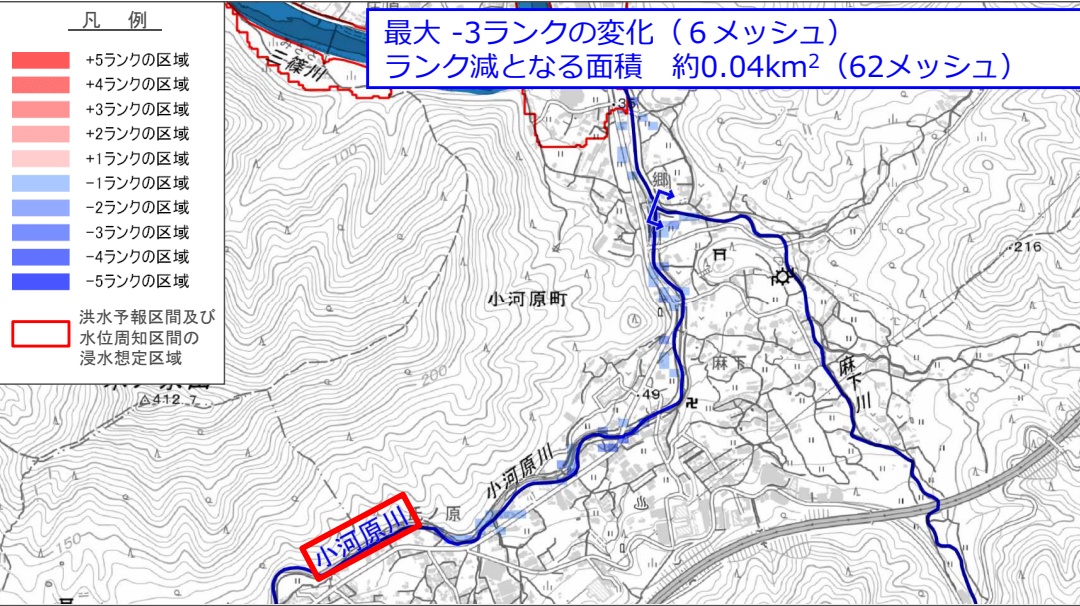 凡 例
+5ランクの区域
+4ランクの区域
+3ランクの区域
+2ランクの区域
+1ランクの区域
-1ランクの区域
-2ランクの区域
-3ランクの区域
-4ランクの区域
-5ランクの区域
洪水予報区間及び
水位周知区間の
浸水想定区域
最大 -3ランクの変化（６メッシュ）
ランク減となる面積　約0.04km²（62メッシュ）
三篠川
100
郷
216
小河原町
麻下
麻下川
200
49
412.7
小河原川
ノ原
小河原川
150